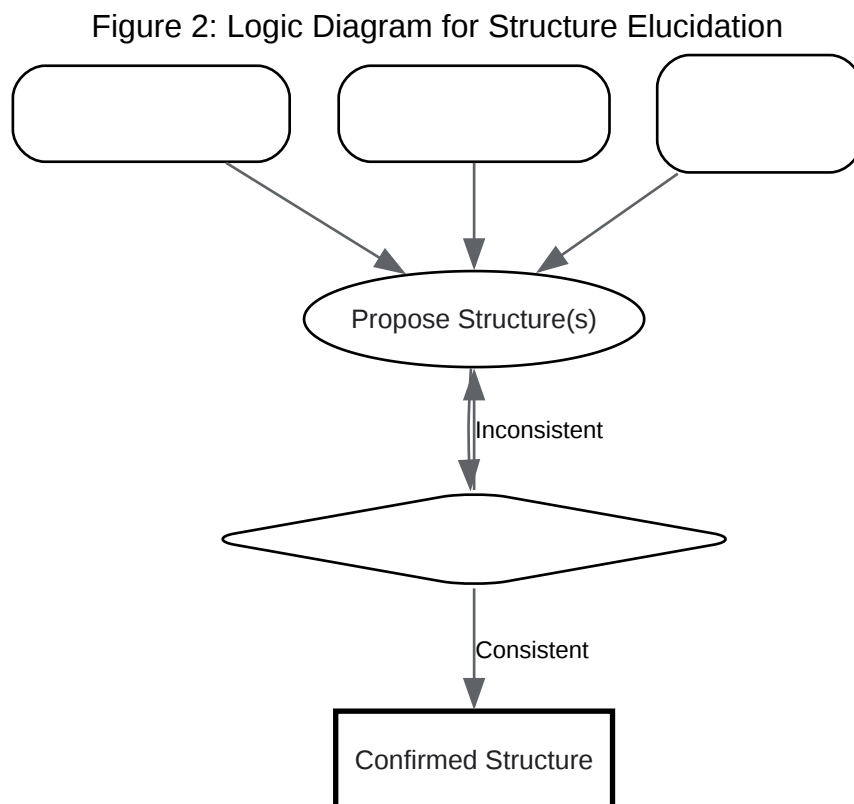 Figure 2: Logic Diagram for Structure Elucidation
Propose Structure(s)
Inconsistent
Consistent
Confirmed Structure